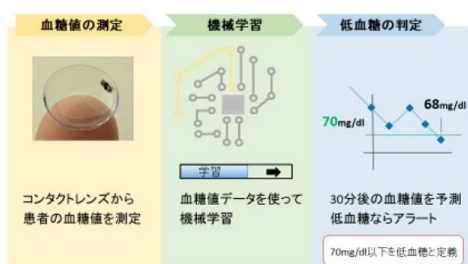 血糖値の測定
コンタクトレンズから
患者の血糖値を測定
機械学習
学習
血糖値データを使って
機械学習
低血糖の判定
70mg/dl
68mg/dl
30分後の血糖値を予測
低血糖ならアラート
70mg/dl以下を低血糖と定義